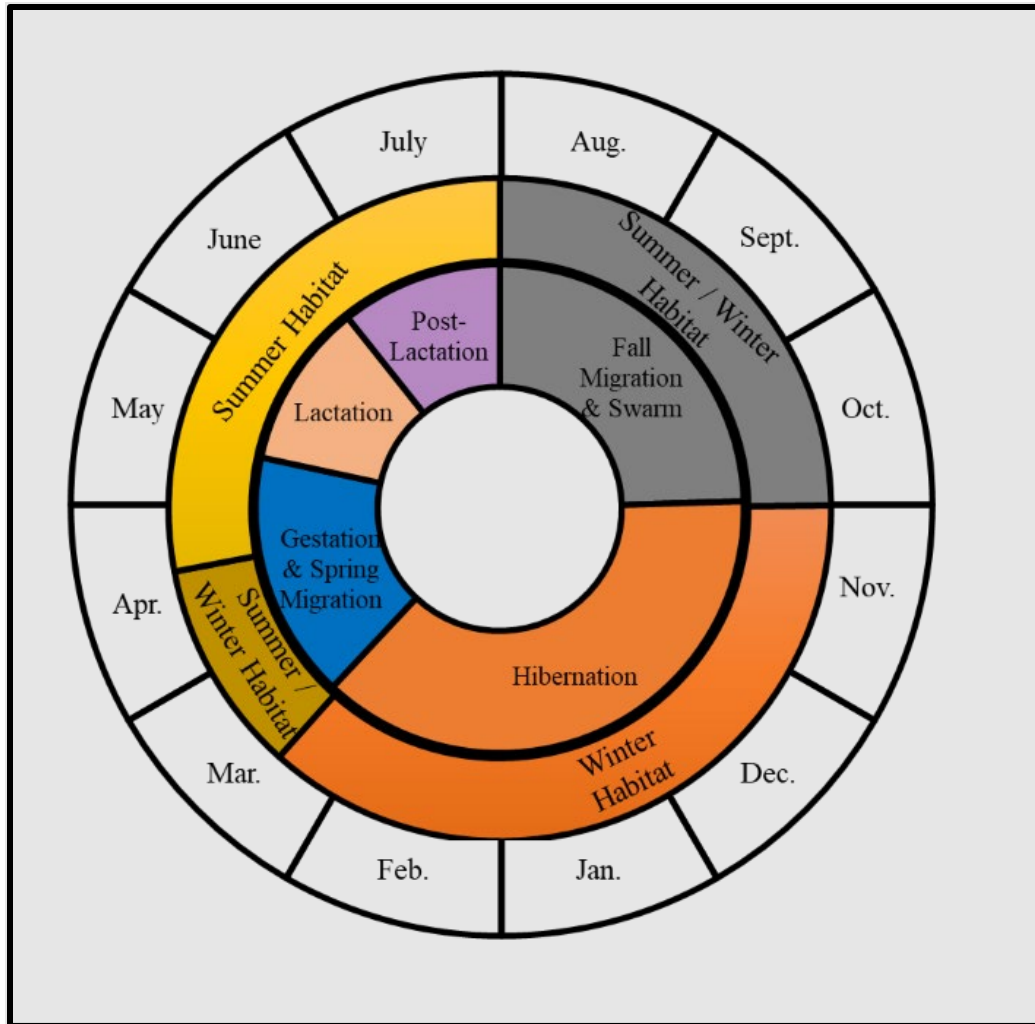 July
Aug.
June
Sept.
May
Oct.
Apr.
Nov.
Mar.
Dec.
Feb.
Jan.
Summer Habitat
Summer / Winter
Habitat
Summer /
Winter Habitat
Winter
Habitat
Post-
Lactation
Fall
Migration
& Swarm
Lactation
Gestation
& Spring
Migration
Hibernation